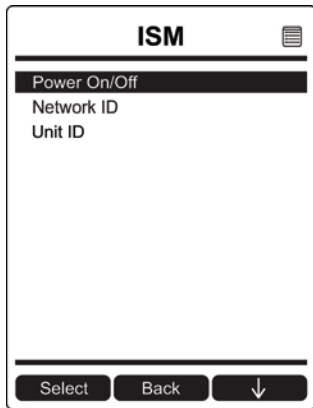 ISM
Power On/Off
Network ID
Unit ID
Select Back ↓